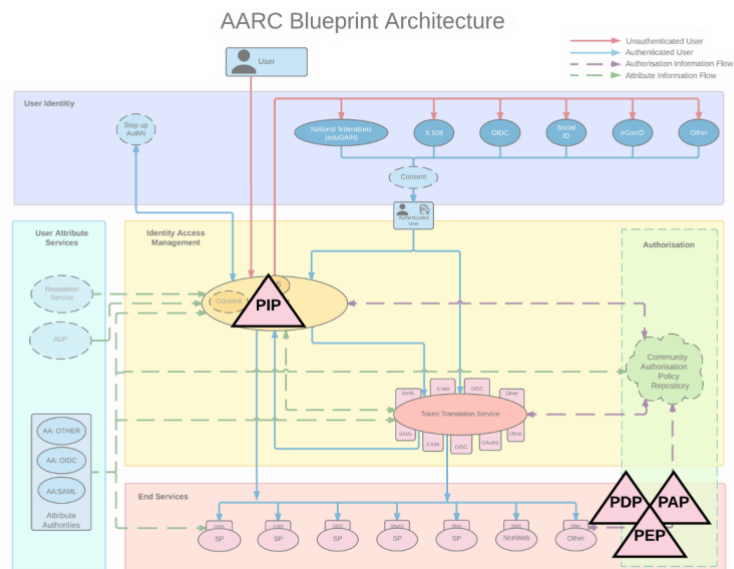 AARC Blueprint Architecture
Unauthenticated User
Authenticated User
Authorisation Information Flow
Attribute Information Flow
User
User Identitiy
Step up
AuthN
National federations
(eduGAIN)
X.509
OIDC
Social
ID
eGov/ID
Other
Consent
Authenticated
User
User Attribute
Services
Identity Access
Management
Authorisation
Reputation
Service
Consent
PIP
AUP
Community
Authorisation
Policy
Repository
SAML
X.509
OIDC
Other
Token Translation Service
SAML
X.509
OIDC
OAuth2
Other
AA: OTHER
AA: OIDC
AA:SAML
Attribute
Authorities
End Services
PDP
PAP
PEP
SP
SP
SP
SP
SP
NonWeb
Other